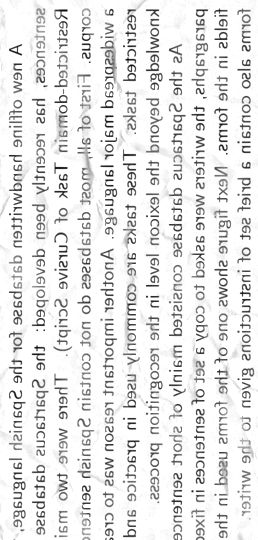 A new offline handwritten database for the Spanish language,
sentences, has recently been developed: the Spartacus database
Restricted-domain Task of Cursive Script). There were two mai
corpus. First of all, most databases do not contain Spanish sentenc
a widespread major language. Another important reason was to crea
restricted tasks. These tasks are commonly used in practice and a
knowledge beyond the lexicon level in the recognition process.
As the Spartacus database consisted mainly of short sentence
paragraphs, the writers were asked to copy a set of sentences in fixe
fields in the forms. Next figure shows one of the forms used in the
forms also contain a brief set of instructions given to the writer.